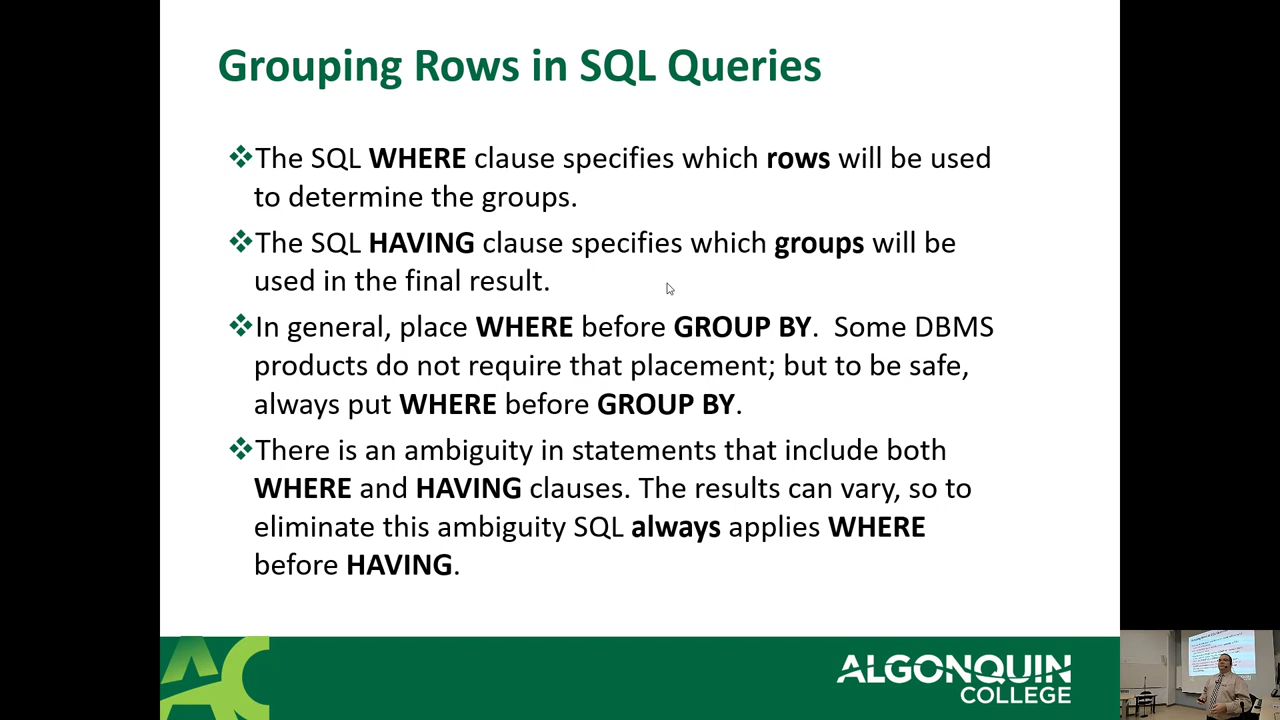 Grouping Rows in SQL Queries
❖The SQL WHERE clause specifies which rows will be used
to determine the groups.
❖The SQL HAVING clause specifies which groups will be
used in the final result.
❖In general, place WHERE before GROUP BY.  Some DBMS
products do not require that placement; but to be safe,
always put WHERE before GROUP BY.
❖There is an ambiguity in statements that include both
WHERE and HAVING clauses. The results can vary, so to
eliminate this ambiguity SQL always applies WHERE
before HAVING.
AC
ALGONQUIN
COLLEGE